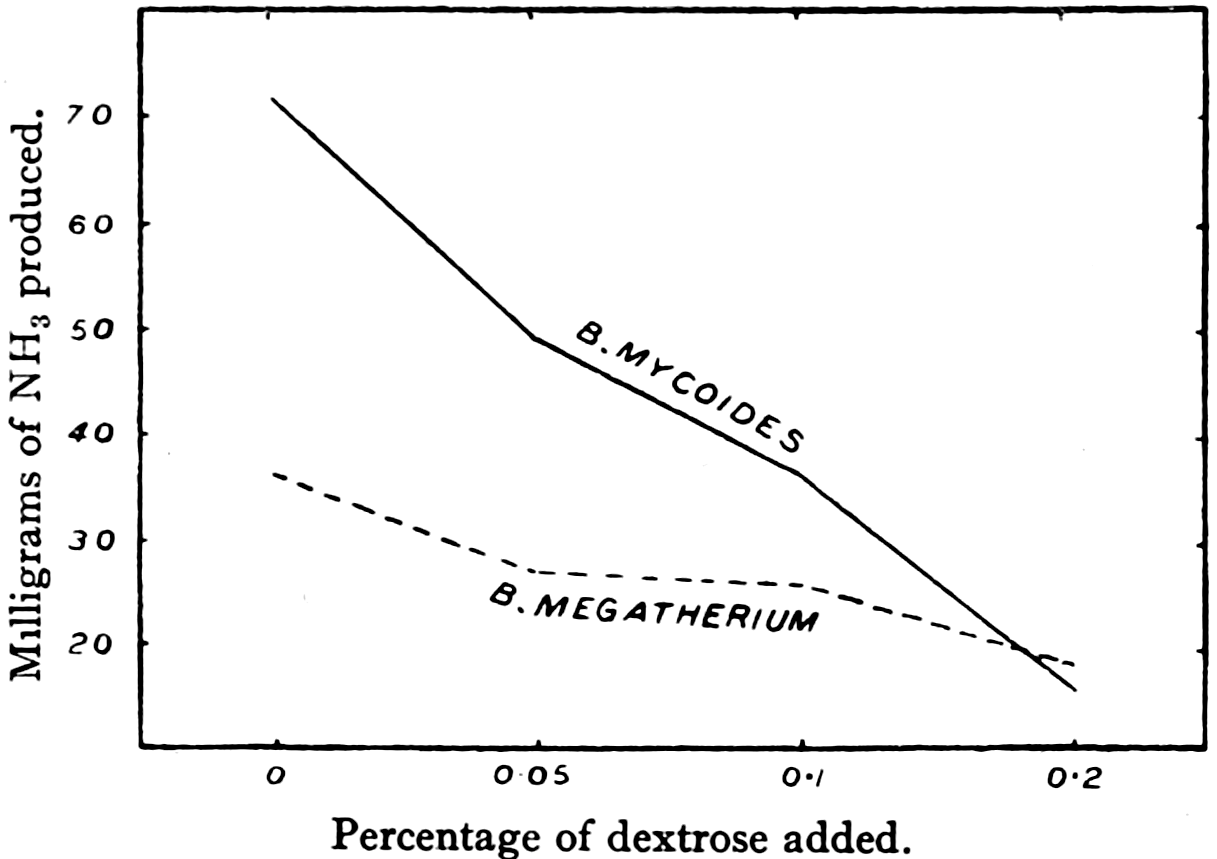 Milligrams of NH₃ produced.
70
60
50
40
30
20
B. MYCOIDES
B. MEGATHERIUM
0
0·05
0·1
0·2
Percentage of dextrose added.